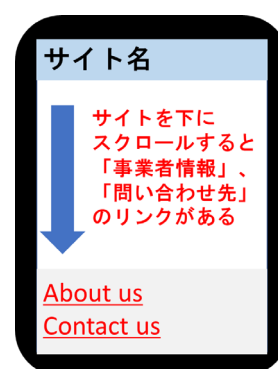 サイト名
サイトを下に
スクロールすると
「事業者情報」、
「問い合わせ先」
のリンクがある
About us
Contact us